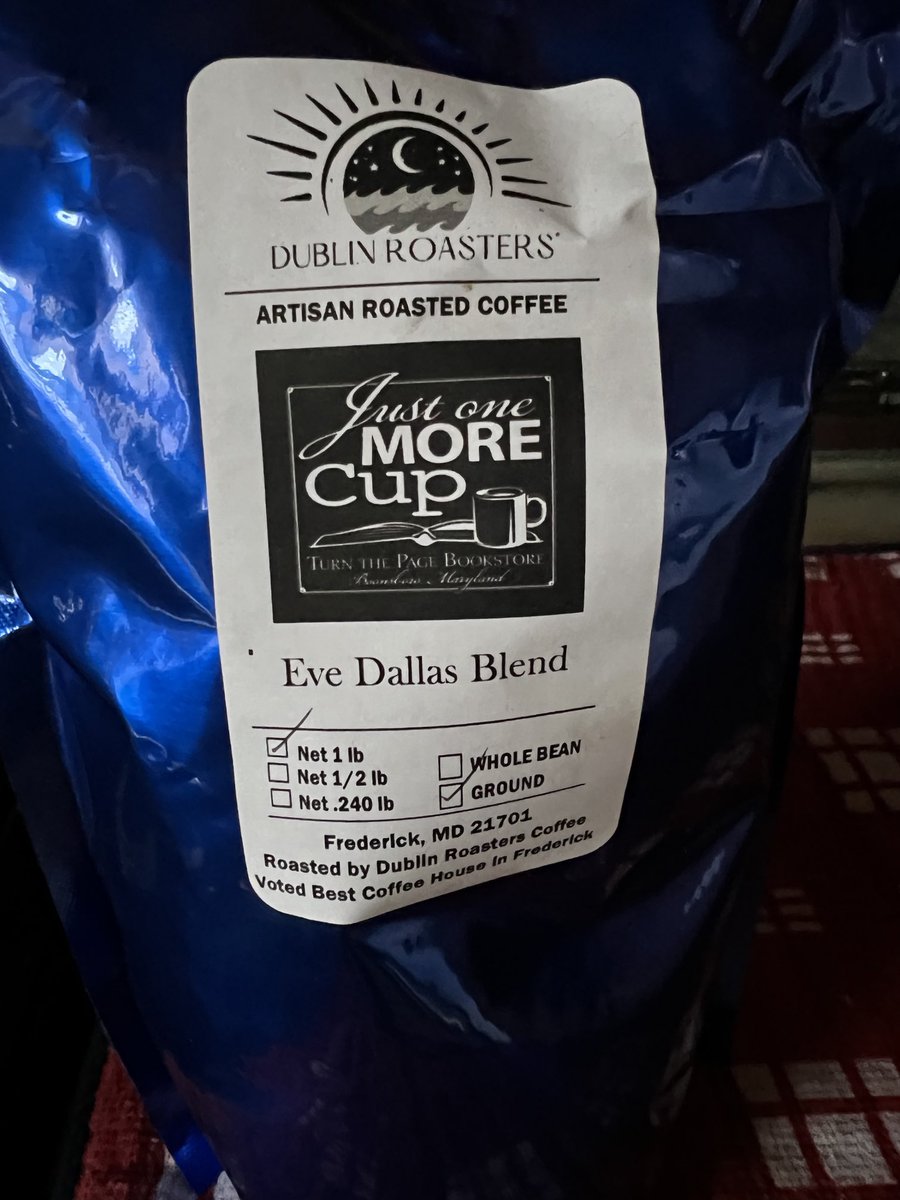 DUBLIN ROASTERS®
ARTISAN ROASTED COFFEE
Just one
MORE
Cup
TURN THE PAGE BOOKSTORE
Boonsboro, Maryland
Eve Dallas Blend
Net 1 lb
Net 1/2 lb
Net .240 lb
WHOLE BEAN
GROUND
Frederick, MD 21701
Roasted by Dublin Roasters Coffee
Voted Best Coffee House In Frederick